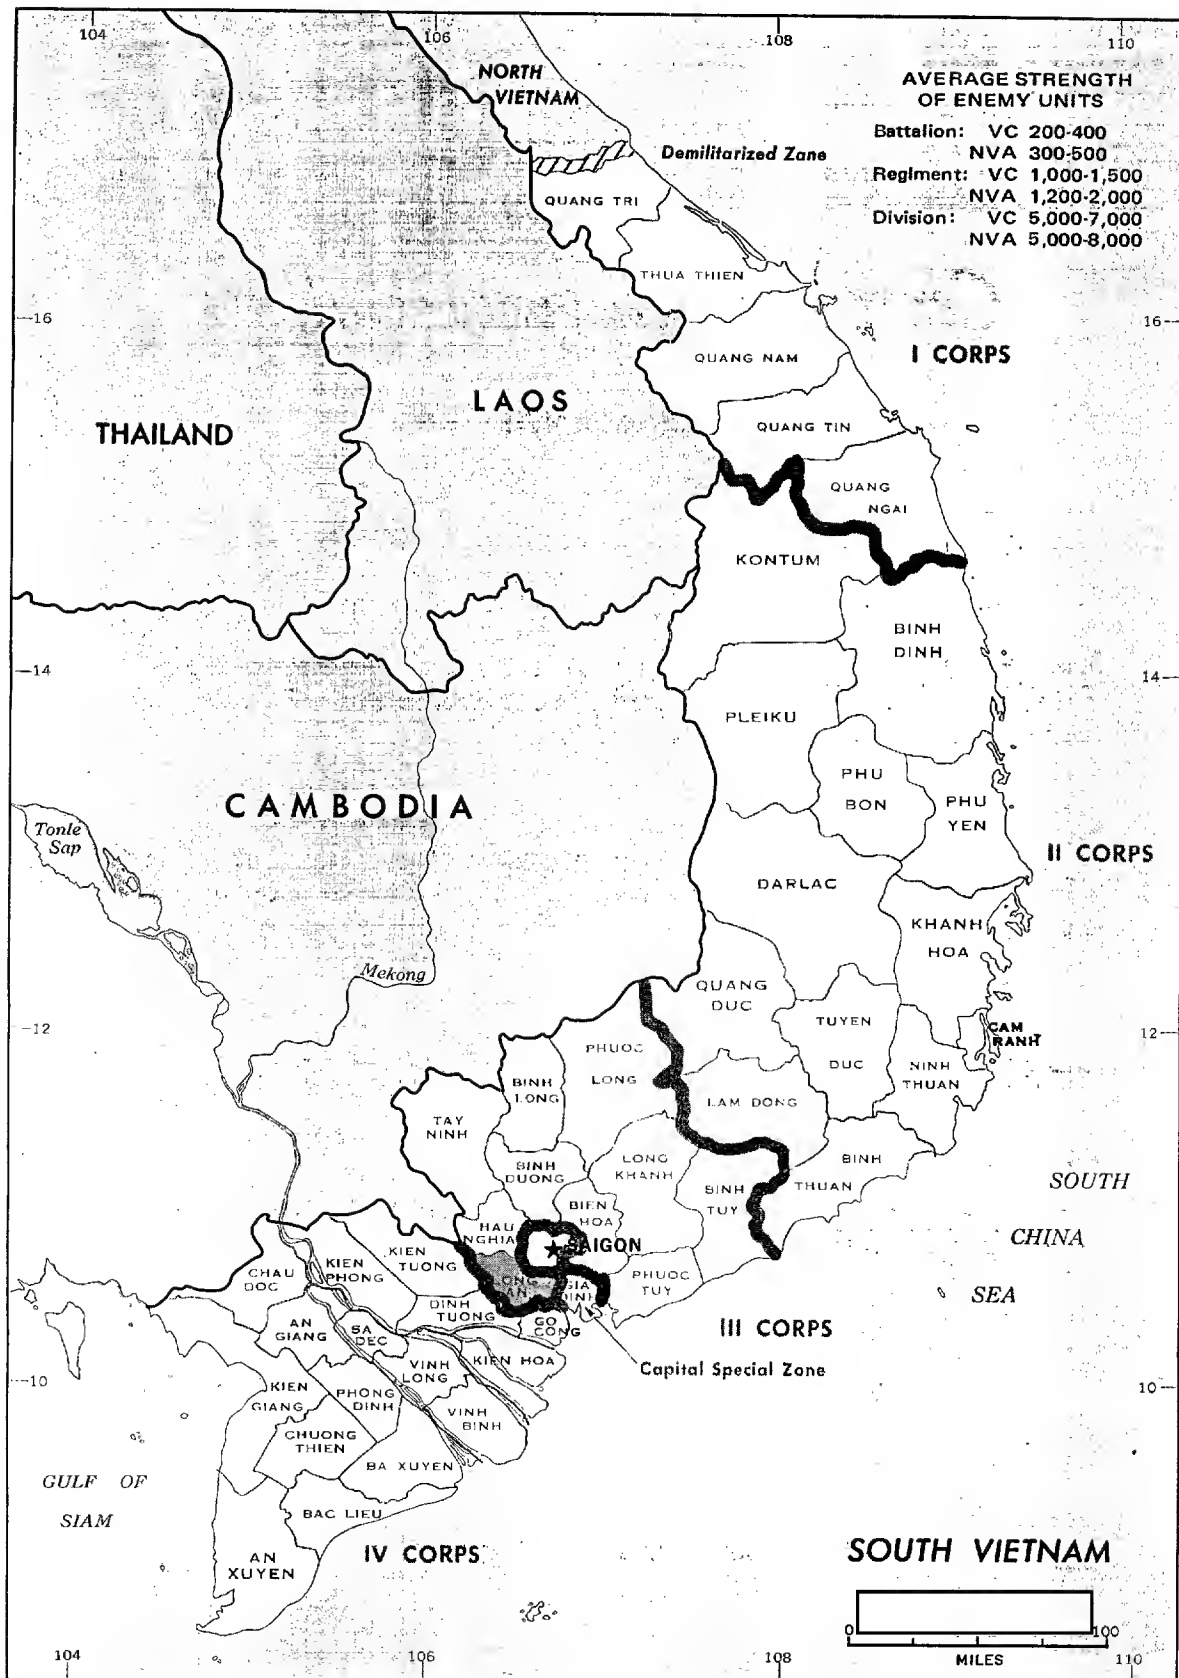 104
106
108
110
NORTH
VIETNAM
AVERAGE STRENGTH
OF ENEMY UNITS
Battalion: VC 200-400
NVA 300-500
Regiment: VC 1,000-1,500
NVA 1,200-2,000
Division: VC 5,000-7,000
NVA 5,000-8,000
Demilitarized Zone
QUANG TRI
THUA THIEN
16
16
QUANG NAM
I CORPS
LAOS
THAILAND
QUANG TIN
QUANG
NGAI
KONTUM
BINH
DINH
14
14
PLEIKU
PHU
BON
CAMBODIA
PHU
YEN
Tonle
Sap
II CORPS
DARLAC
KHANH
HOA
Mekong
QUANG
DUC
12
12
TUYEN
DUC
CAM
RANH
PHUOC
LONG
BINH
LONG
NINH
THUAN
LAM DONG
TAY
NINH
BINH
DUONG
LONG
KHANH
BINH
THUAN
BINH
TUY
SOUTH
CHINA
SEA
BIEN
HOA
HAU
NGHIA
SAIGON
KIEN
TUONG
KIEN
PHONG
CHAU
DOC
LONG
AN
GIA
DINH
PHUOC
TUY
DINH
TUONG
GO
CONG
AN
GIANG
SA
DEC
III CORPS
VINH
LONG
KIEN HOA
Capital Special Zone
10
10
KIEN
GIANG
PHONG
DINH
VINH
BINH
CHUONG
THIEN
BA XUYEN
GULF OF
SIAM
BAC LIEU
AN
XUYEN
IV CORPS
SOUTH VIETNAM
0
100
MILES
104
106
108
110